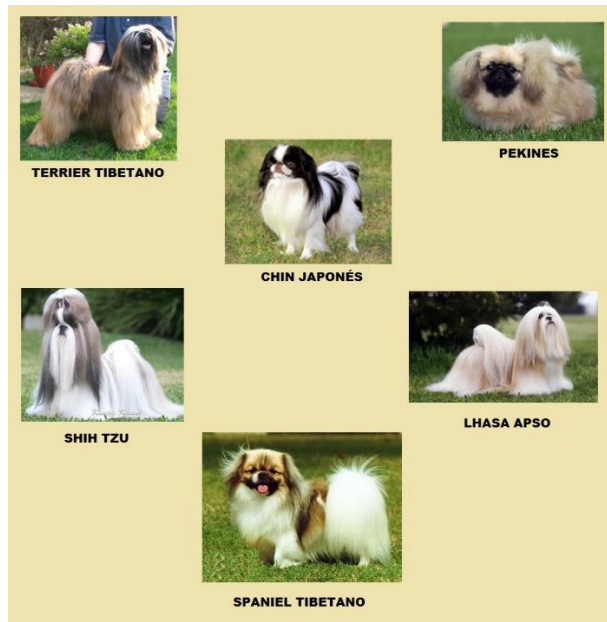 TERRIER TIBETANO
PEKINES
CHIN JAPONÉS
SHIH TZU
LHASA APSO
SPANIEL TIBETANO